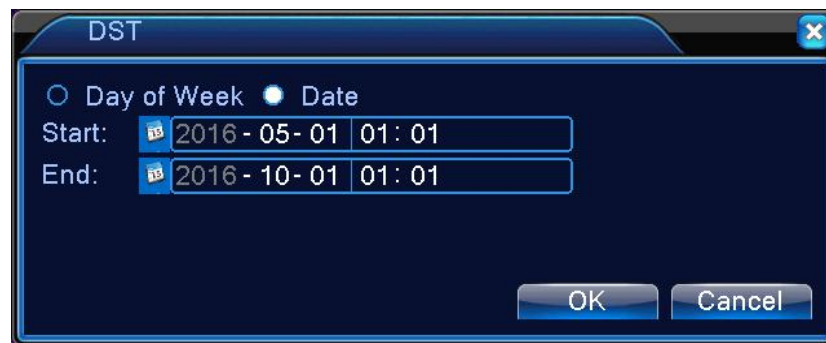 DST
Day of Week Date
Start: 2016 - 05 - 01 01: 01
End: 2016 - 10 - 01 01: 01
OK Cancel